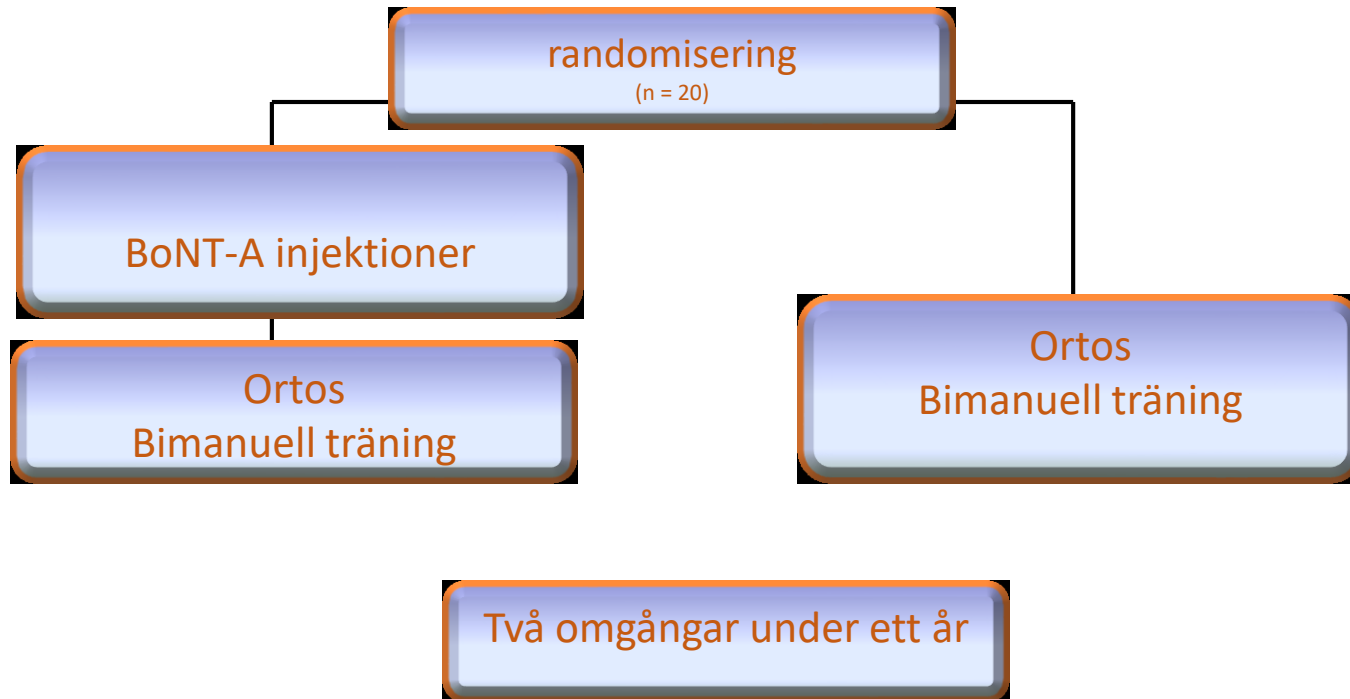 randomisering
(n = 20)
BoNT-A injektioner
Ortos
Bimanuell träning
Ortos
Bimanuell träning
Två omgångar under ett år